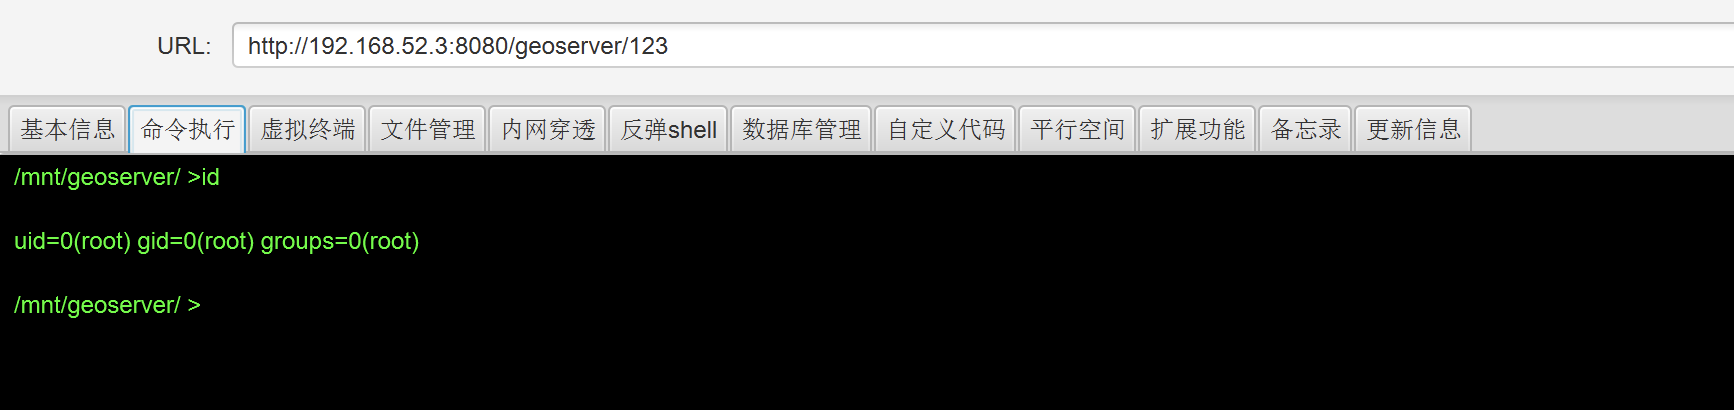 URL: http://192.168.52.3:8080/geoserver/123
基本信息 命令执行 虚拟终端 文件管理 内网穿透 反弹shell 数据库管理 自定义代码 平行空间 扩展功能 备忘录 更新信息
/mnt/geoserver/ >id
uid=0(root) gid=0(root) groups=0(root)
/mnt/geoserver/ >